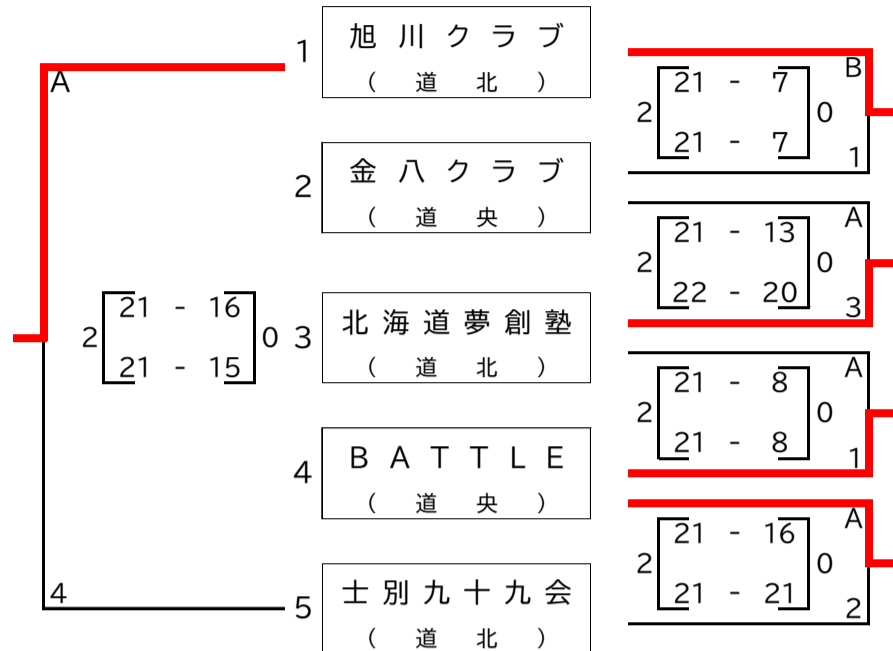 A
2
21 - 16
21 - 15
0
4
1
旭川クラブ
(道北)
2
金八クラブ
(道央)
3
北海道夢創塾
(道北)
4
BATTLE
(道央)
5
士別九十九会
(道北)
B
2
21 - 7
21 - 7
0
1
A
2
21 - 13
22 - 20
0
3
A
2
21 - 8
21 - 8
0
1
A
2
21 - 16
21 - 21
0
2